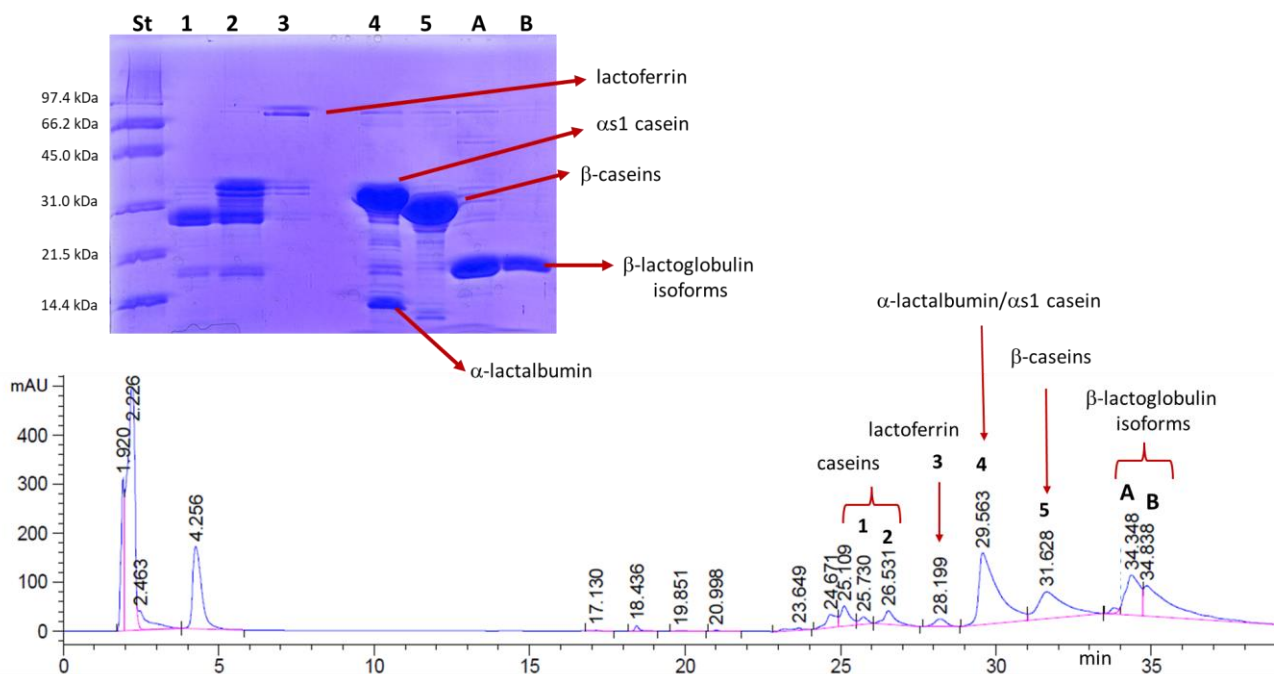 St 1 2 3 4 5 A B
97.4 kDa
66.2 kDa
45.0 kDa
31.0 kDa
21.5 kDa
14.4 kDa
lactoferrin
αs1 casein
β-caseins
β-lactoglobulin
isoforms
α-lactalbumin
α-lactalbumin/αs1 casein
β-caseins
β-lactoglobulin
isoforms
lactoferrin
caseins
1 2 3 4 5 A B
mAU
400
300
200
100
0
1.920
2.226
2.463
4.256
17.130
18.436
19.851
20.998
23.649
24.671
25.109
25.730
26.531
28.199
29.563
31.628
34.348
34.838
0 5 10 15 20 25 30 35
min